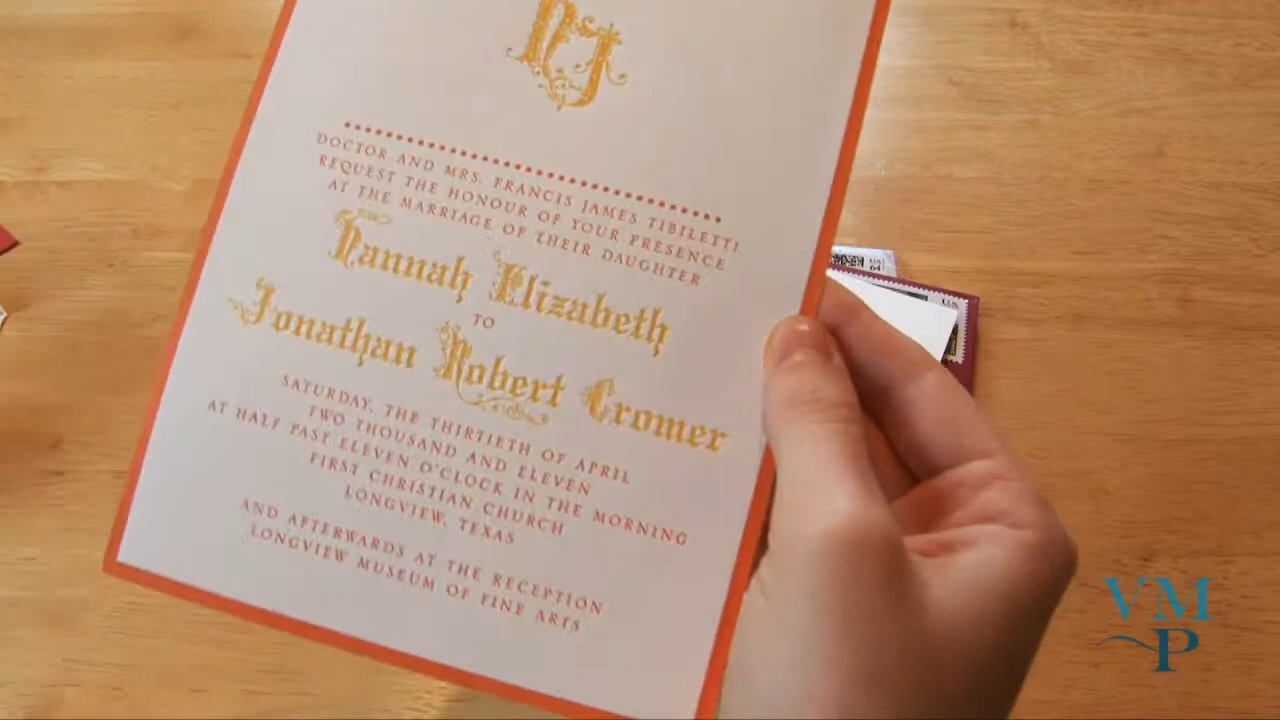 DOCTOR AND MRS. FRANCIS JAMES TIBILETTI
REQUEST THE HONOUR OF YOUR PRESENCE
AT THE MARRIAGE OF THEIR DAUGHTER
Hannah Elizabeth
TO
Jonathan Robert Cromer
SATURDAY, THE THIRTIETH OF APRIL
TWO THOUSAND AND ELEVEN
AT HALF PAST ELEVEN O'CLOCK IN THE MORNING
FIRST CHRISTIAN CHURCH
LONGVIEW, TEXAS
AND AFTERWARDS AT THE RECEPTION
LONGVIEW MUSEUM OF FINE ARTS
U.S.
VM
P